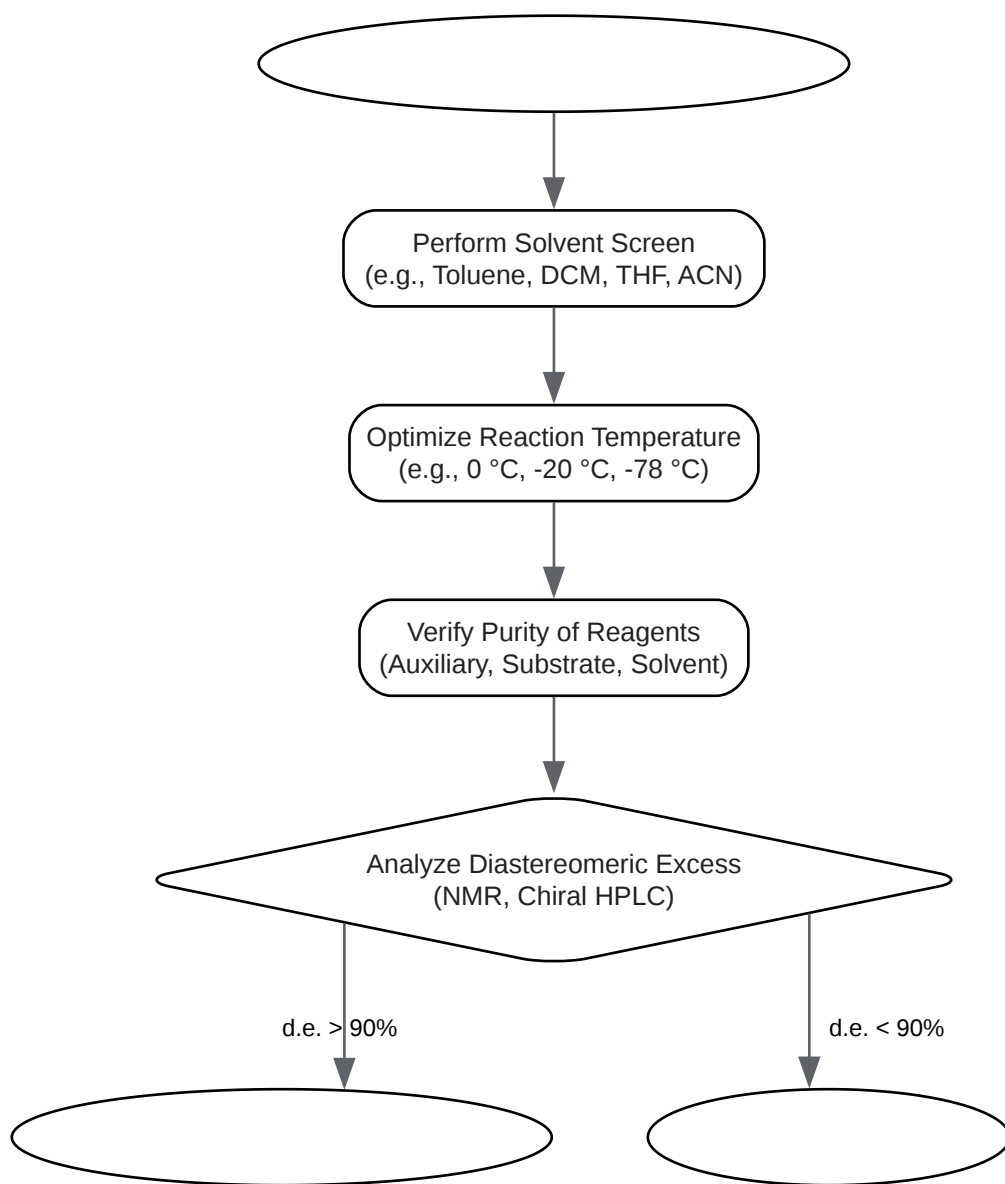 Perform Solvent Screen
(e.g., Toluene, DCM, THF, ACN)
Optimize Reaction Temperature
(e.g., 0 °C, -20 °C, -78 °C)
Verify Purity of Reagents
(Auxiliary, Substrate, Solvent)
Analyze Diastereomeric Excess
(NMR, Chiral HPLC)
d.e. > 90%
d.e. < 90%